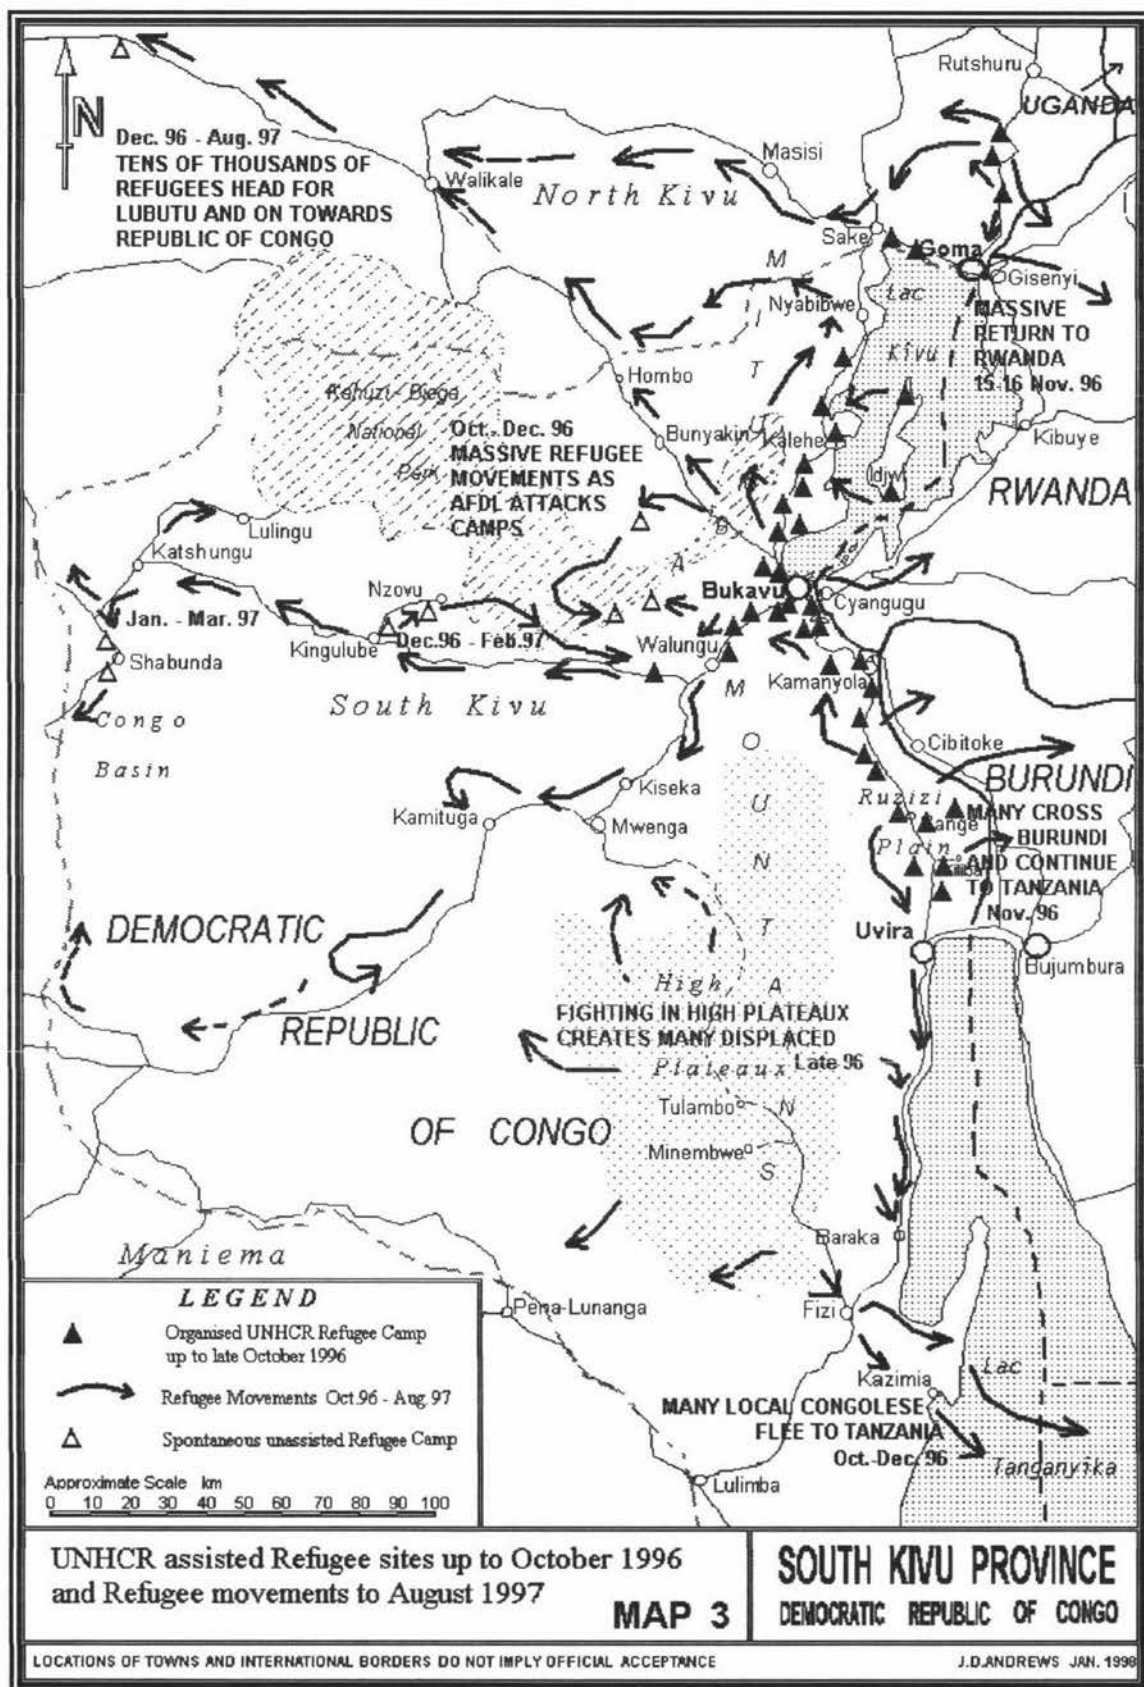 Rutshuru
UGANDA
N
Dec. 96 - Aug. 97
TENS OF THOUSANDS OF
REFUGEES HEAD FOR
LUBUTU AND ON TOWARDS
REPUBLIC OF CONGO
Masisi
Walikale
North Kivu
Sake
Goma
Gisenyi
Lac
Kivu
Nyabibwe
MASSIVE
RETURN TO
RWANDA
15-16 Nov. 96
Hombo
Kahuzi - Biega
National
Park
Oct.- Dec. 96
MASSIVE REFUGEE
MOVEMENTS AS
AFDL ATTACKS
CAMPS
Bunyakiri
Kalehe
Kibuye
Idjwi
RWANDA
Lulingu
Katshungu
Nzovu
Bukavu
Cyangugu
Jan. - Mar. 97
Shabunda
Kingulube
Dec.96 - Feb.97
Walungu
Kamanyola
South Kivu
Congo
Basin
MOUNTAINS
Cibitoke
BURUNDI
Kiseka
Kamituga
Mwenga
Ruzizi
Plain
MANY CROSS
BURUNDI
AND CONTINUE
TO TANZANIA
Nov. 96
DEMOCRATIC
REPUBLIC
OF CONGO
Uvira
Bujumbura
High,
FIGHTING IN HIGH PLATEAUX
CREATES MANY DISPLACED
Plateaux
Late 96
Tulambo
Minembwe
Baraka
Maniema
Pena-Lunanga
Fizi
Kazimia
Lac
Tanganyika
MANY LOCAL CONGOLESE
FLEE TO TANZANIA
Oct.-Dec. 96
Lulimba
LEGEND
Organised UNHCR Refugee Camp
up to late October 1996
Refugee Movements Oct.96 - Aug.97
Spontaneous unassisted Refugee Camp
Approximate Scale km
0 10 20 30 40 50 60 70 80 90 100
UNHCR assisted Refugee sites up to October 1996
and Refugee movements to August 1997
MAP 3
SOUTH KIVU PROVINCE
DEMOCRATIC REPUBLIC OF CONGO
LOCATIONS OF TOWNS AND INTERNATIONAL BORDERS DO NOT IMPLY OFFICIAL ACCEPTANCE
J.D.ANDREWS JAN. 1998